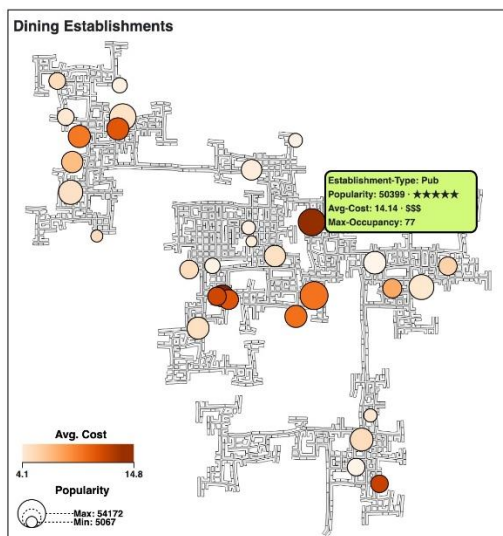 Dining Establishments
Establishment-Type: Pub
Popularity: 50399 · ★★★★★
Avg-Cost: 14.14 · $$$
Max-Occupancy: 77
Avg. Cost
4.1 14.8
Popularity
Max: 54172
Min: 5067